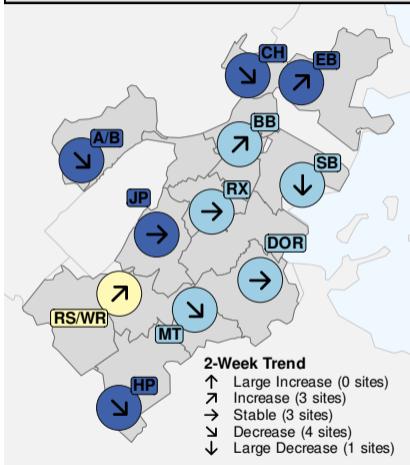 CH
EB
BB
A/B
SB
RX
JP
DOR
RS/WR
MT
2-Week Trend
↑ Large Increase (0 sites)
↗ Increase (3 sites)
→ Stable (3 sites)
↘ Decrease (4 sites)
↓ Large Decrease (1 sites)
HP